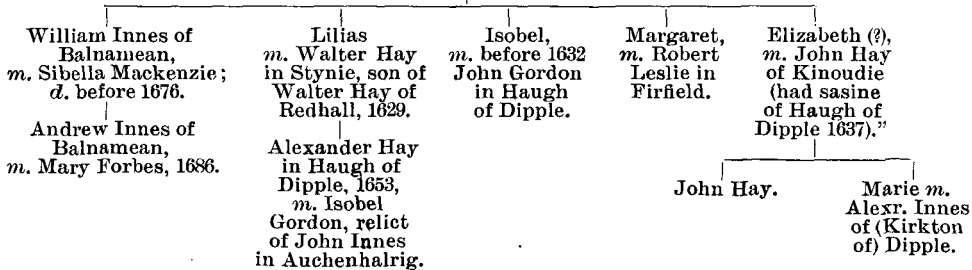 William Innes of
Balnamean,
m. Sibella Mackenzie;
d. before 1676.
Andrew Innes of
Balnamean,
m. Mary Forbes, 1686.
Lilias
m. Walter Hay
in Stynie, son of
Walter Hay of
Redhall, 1629.
Alexander Hay
in Haugh of
Dipple, 1653,
m. Isobel
Gordon, relict
of John Innes
in Auchenhalrig.
Isobel,
m. before 1632
John Gordon
in Haugh
of Dipple.
Margaret,
m. Robert
Leslie in
Firfield.
Elizabeth (?),
m. John Hay
of Kinoudie
(had sasine
of Haugh of
Dipple 1637)."
John Hay.
Marie m.
Alexr. Innes
of (Kirkton
of) Dipple.